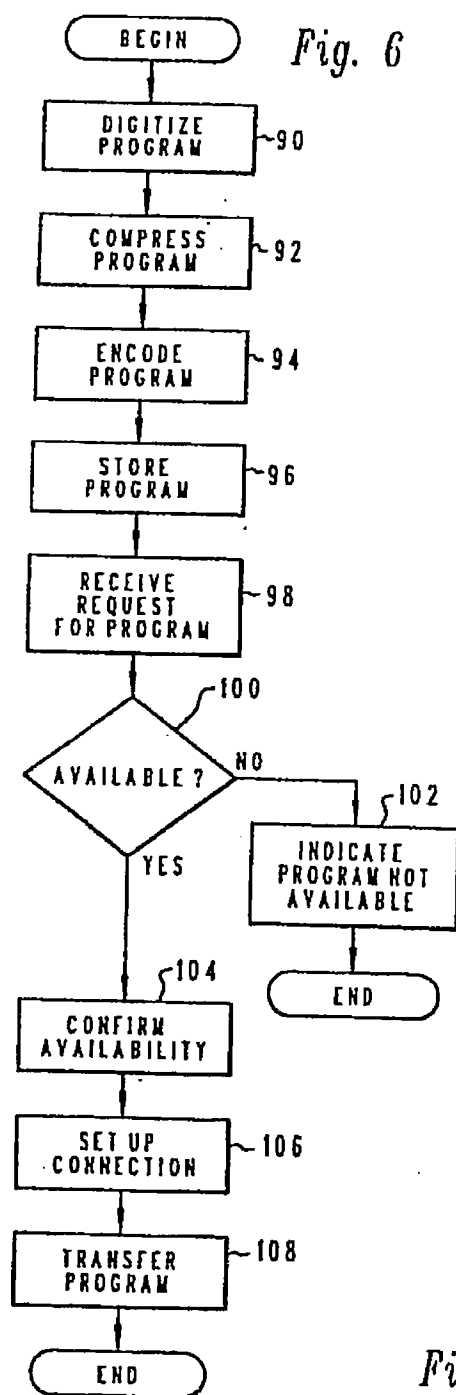 BEGIN
Fig. 6
DIGITIZE
PROGRAM
90
COMPRESS
PROGRAM
92
ENCODE
PROGRAM
94
STORE
PROGRAM
96
RECEIVE
REQUEST
FOR PROGRAM
98
100
AVAILABLE ?
NO
YES
102
INDICATE
PROGRAM NOT
AVAILABLE
END
104
CONFIRM
AVAILABILITY
SET UP
CONNECTION
106
TRANSFER
PROGRAM
108
END
Fi